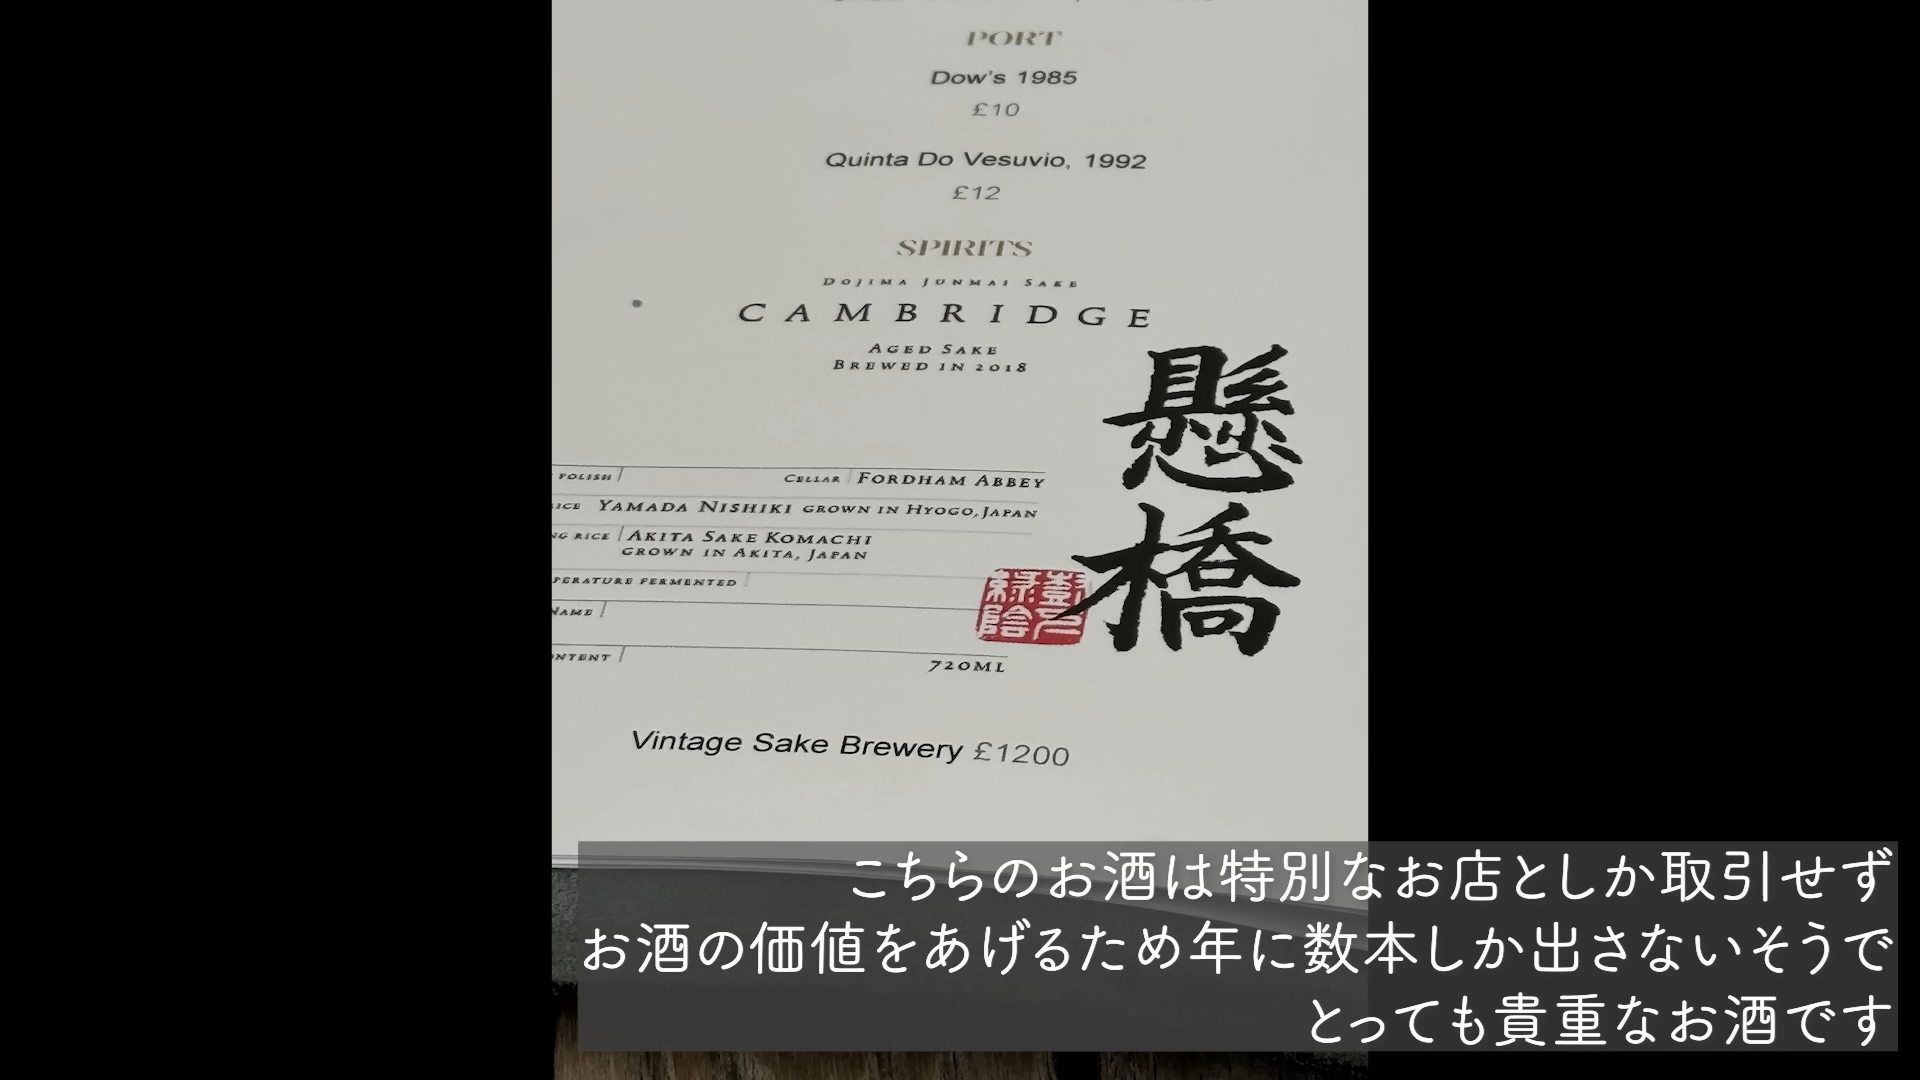 PORT
Dow's 1985
£10
Quinta Do Vesuvio, 1992
£12
SPIRITS
DOJIMA JUNMAI SAKE
CAMBRIDGE
AGED SAKE
BREWED IN 2018
懸橋
POLISH
CELLAR FORDHAM ABBEY
YAMADA NISHIKI GROWN IN HYOGO, JAPAN
RICE AKITA SAKE KOMACHI
GROWN IN AKITA, JAPAN
FERMENTED
NAME
720ML
Vintage Sake Brewery £1200
こちらのお酒は特別なお店としか取引せず
お酒の価値をあげるため年に数本しか出さないそうで
とっても貴重なお酒です